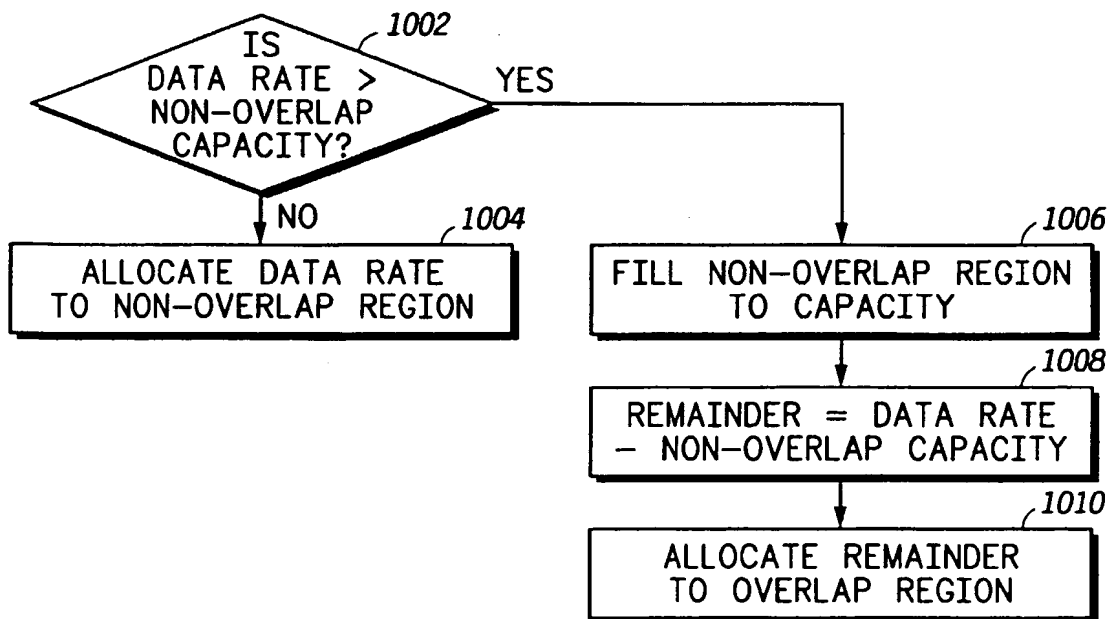 1002
IS
DATA RATE >
NON-OVERLAP
CAPACITY?
YES
NO
1004
ALLOCATE DATA RATE
TO NON-OVERLAP REGION
1006
FILL NON-OVERLAP REGION
TO CAPACITY
1008
REMAINDER = DATA RATE
- NON-OVERLAP CAPACITY
1010
ALLOCATE REMAINDER
TO OVERLAP REGION